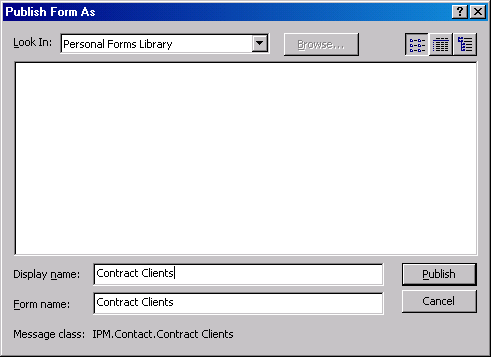 Publish Form As
Look In: Personal Forms Library Browse...
Display name: Contract Clients Publish
Form name: Contract Clients Cancel
Message class: IPM.Contact.Contract Clients